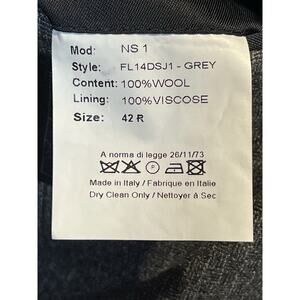 Mod: NS 1
Style: FL14DSJ1 - GREY
Content: 100%WOOL
Lining: 100%VISCOSE
Size: 42 R
A norma di legge 26/11/73
P
Made in Italy / Fabriqué en Italie
Dry Clean Only / Nettoyer à Sec